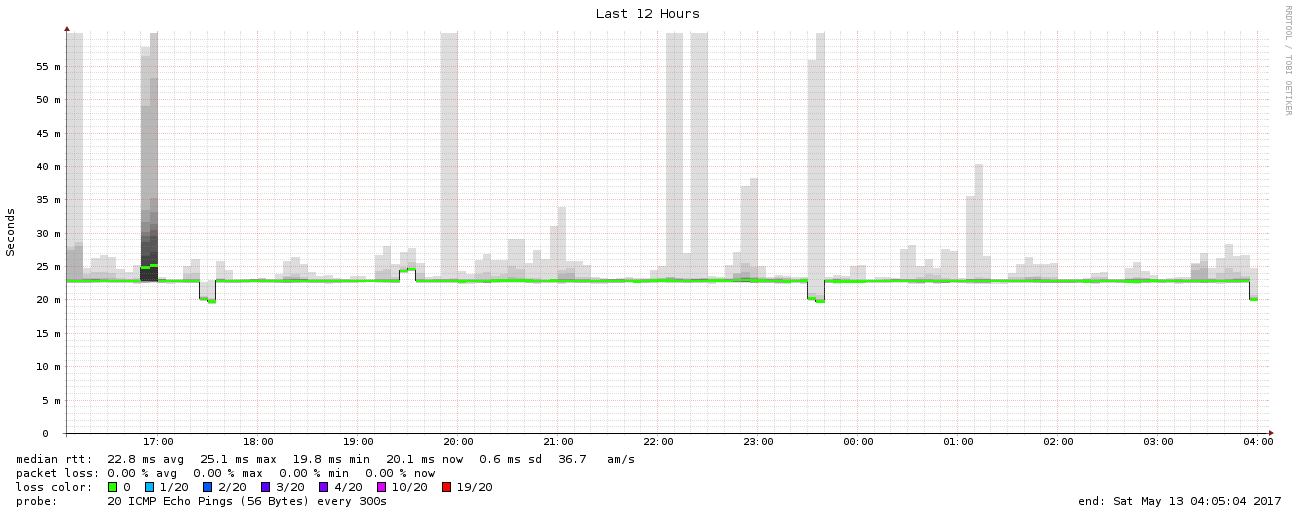 Last 12 Hours
RRDTOOL / TOBI OETIKER
Seconds
55 m
50 m
45 m
40 m
35 m
30 m
25 m
20 m
15 m
10 m
5 m
0
17:00 18:00 19:00 20:00 21:00 22:00 23:00 00:00 01:00 02:00 03:00 04:00
median rtt: 22.8 ms avg 25.1 ms max 19.8 ms min 20.1 ms now 0.6 ms sd 36.7 am/s
packet loss: 0.00 % avg 0.00 % max 0.00 % min 0.00 % now
loss color: 0 1/20 2/20 3/20 4/20 10/20 19/20
probe: 20 ICMP Echo Pings (56 Bytes) every 300s end: Sat May 13 04:05:04 2017